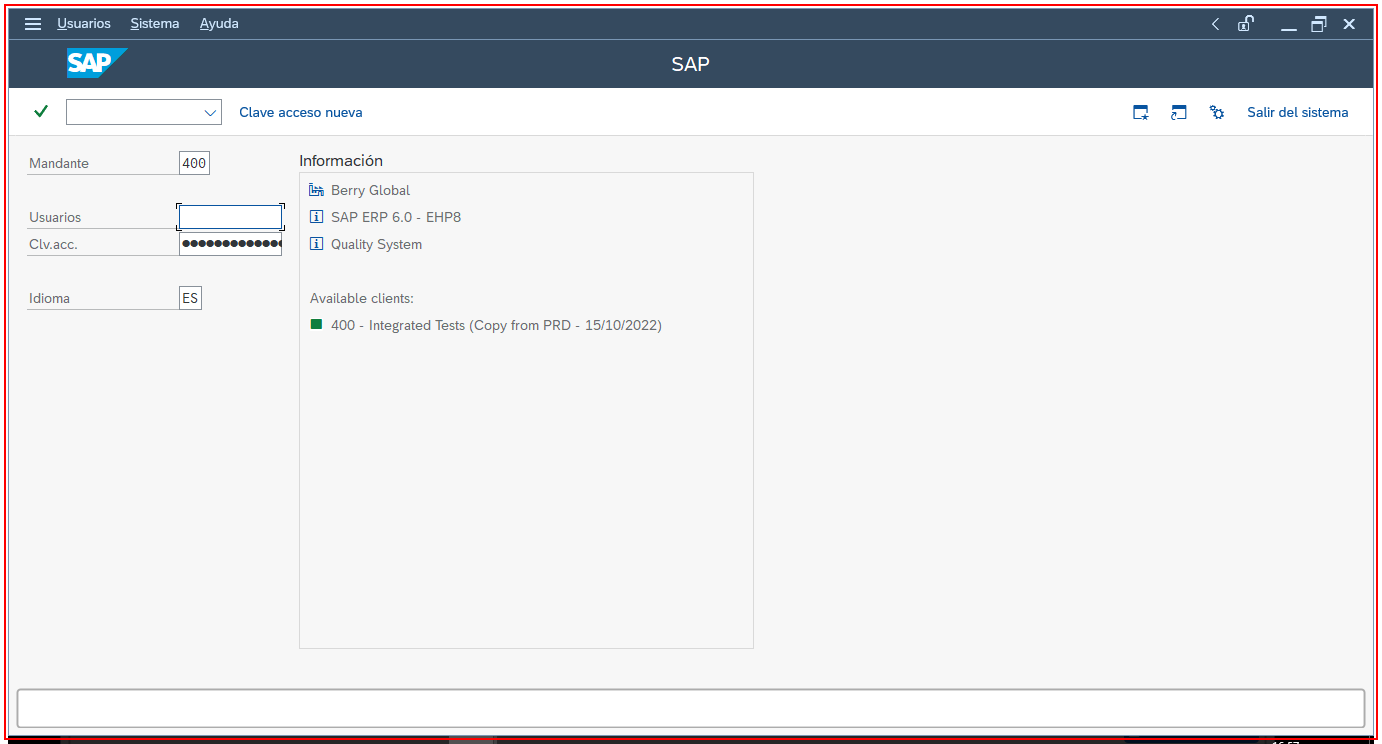 Usuarios Sistema Ayuda
SAP SAP
Clave acceso nueva Salir del sistema
Mandante 400
Información
Berry Global
Usuarios
SAP ERP 6.0 - EHP8
Clv.acc.
Quality System
Idioma ES
Available clients:
400 - Integrated Tests (Copy from PRD - 15/10/2022)